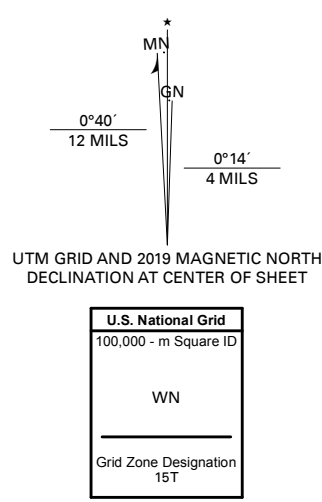 ★
MN
GN
0°40´
12 MILS
0°14´
4 MILS
UTM GRID AND 2019 MAGNETIC NORTH
DECLINATION AT CENTER OF SHEET
U.S. National Grid
100,000 - m Square ID
WN
Grid Zone Designation
15T